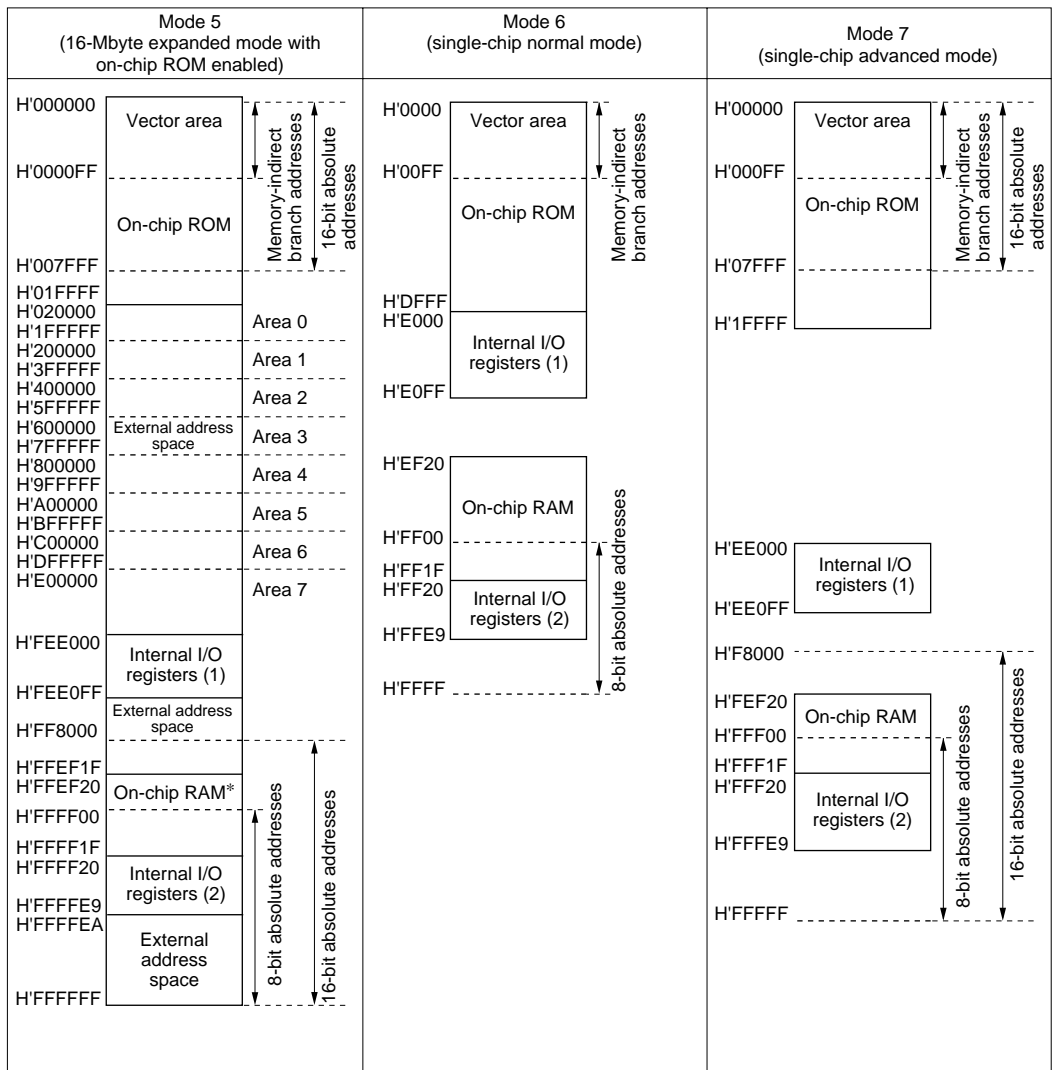 Mode 5
(16-Mbyte expanded mode with
on-chip ROM enabled)
H'000000
Vector area
H'0000FF
On-chip ROM
H'007FFF
H'01FFFF
H'020000
H'1FFFFF
Area 0
H'200000
H'3FFFFF
Area 1
H'400000
H'5FFFFF
Area 2
H'600000
H'7FFFFF
External address
space
Area 3
H'800000
H'9FFFFF
Area 4
H'A00000
H'BFFFFF
Area 5
H'C00000
H'DFFFFF
Area 6
H'E00000
Area 7
H'FEE000
Internal I/O
registers (1)
H'FEE0FF
External address
space
H'FF8000
H'FFEF1F
H'FFEF20
On-chip RAM*
H'FFFF00
H'FFFF1F
H'FFFF20
Internal I/O
registers (2)
H'FFFFE9
H'FFFFEA
External
address
space
H'FFFFFF
Memory-indirect
branch addresses
16-bit absolute
addresses
8-bit absolute addresses
16-bit absolute addresses
Mode 6
(single-chip normal mode)
H'0000
Vector area
H'00FF
On-chip ROM
H'DFFF
H'E000
Internal I/O
registers (1)
H'E0FF
H'EF20
On-chip RAM
H'FF00
H'FF1F
H'FF20
Internal I/O
registers (2)
H'FFE9
H'FFFF
Memory-indirect
branch addresses
8-bit absolute addresses
Mode 7
(single-chip advanced mode)
H'00000
Vector area
H'000FF
On-chip ROM
H'07FFF
H'1FFFF
H'EE000
Internal I/O
registers (1)
H'EE0FF
H'F8000
H'FEF20
On-chip RAM
H'FFF00
H'FFF1F
H'FFF20
Internal I/O
registers (2)
H'FFFE9
H'FFFFF
Memory-indirect
branch addresses
16-bit absolute
addresses
8-bit absolute addresses
16-bit absolute addresses